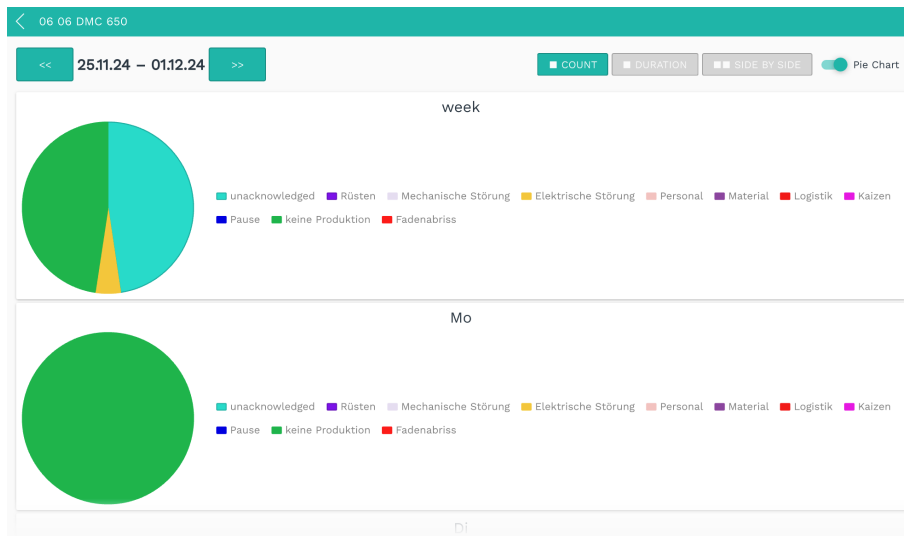 06 06 DMC 650
<< 25.11.24 – 01.12.24 >> COUNT DURATION SIDE BY SIDE Pie Chart
week
unacknowledged Rüsten Mechanische Störung Elektrische Störung Personal Material Logistik Kaizen
Pause keine Produktion Fadenabriss
Mo
unacknowledged Rüsten Mechanische Störung Elektrische Störung Personal Material Logistik Kaizen
Pause keine Produktion Fadenabriss
Di